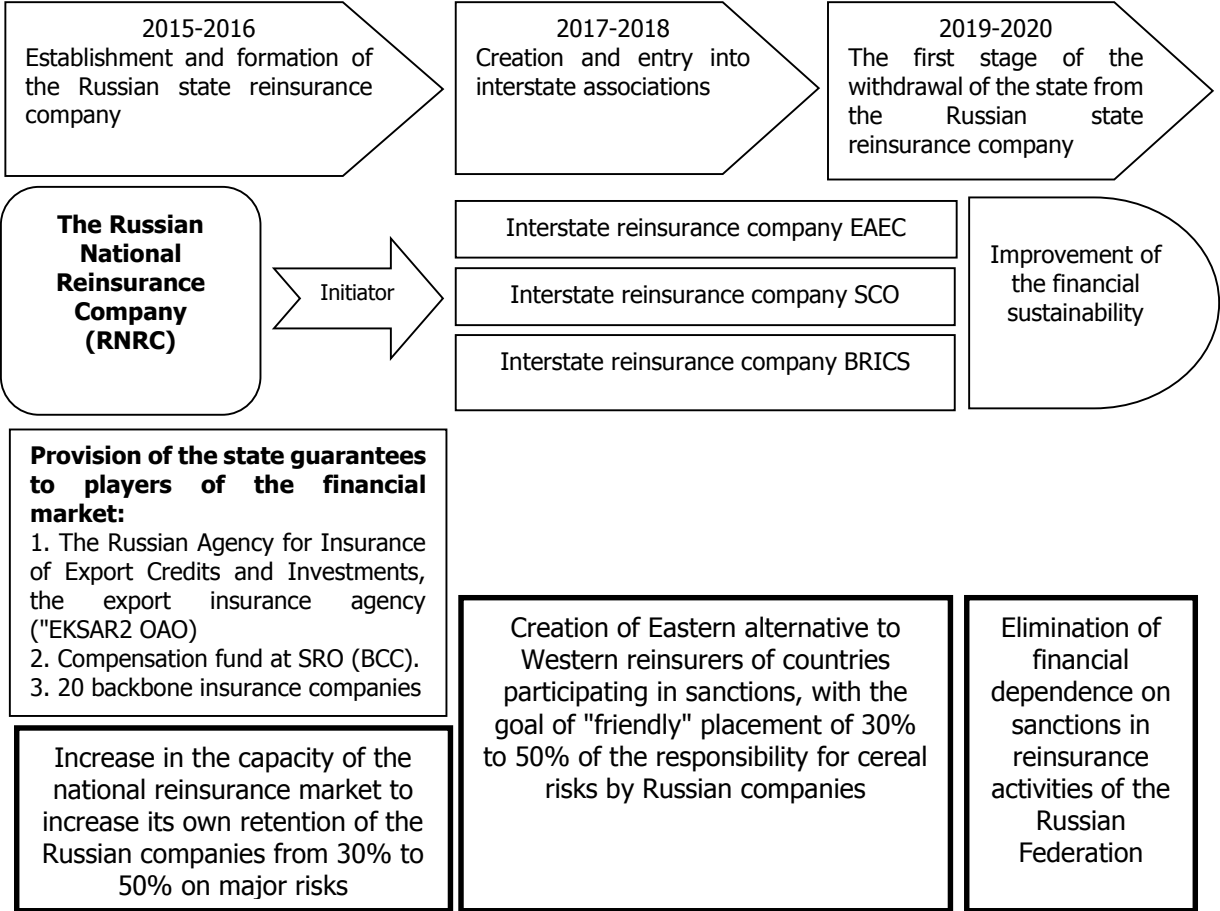 2015-2016
Establishment and formation of
the Russian state reinsurance
company
2017-2018
Creation and entry into
interstate associations
2019-2020
The first stage of the
withdrawal of the state from
the Russian state
reinsurance company
The Russian
National
Reinsurance
Company
(RNRC)
Initiator
Interstate reinsurance company EAEC
Interstate reinsurance company SCO
Interstate reinsurance company BRICS
Improvement of
the financial
sustainability
Provision of the state guarantees
to players of the financial
market:
1. The Russian Agency for Insurance
of Export Credits and Investments,
the export insurance agency
("EKSAR2 OAO)
2. Compensation fund at SRO (BCC).
3. 20 backbone insurance companies
Increase in the capacity of the
national reinsurance market to
increase its own retention of the
Russian companies from 30% to
50% on major risks
Creation of Eastern alternative to
Western reinsurers of countries
participating in sanctions, with the
goal of "friendly" placement of 30%
to 50% of the responsibility for cereal
risks by Russian companies
Elimination of
financial
dependence on
sanctions in
reinsurance
activities of the
Russian
Federation